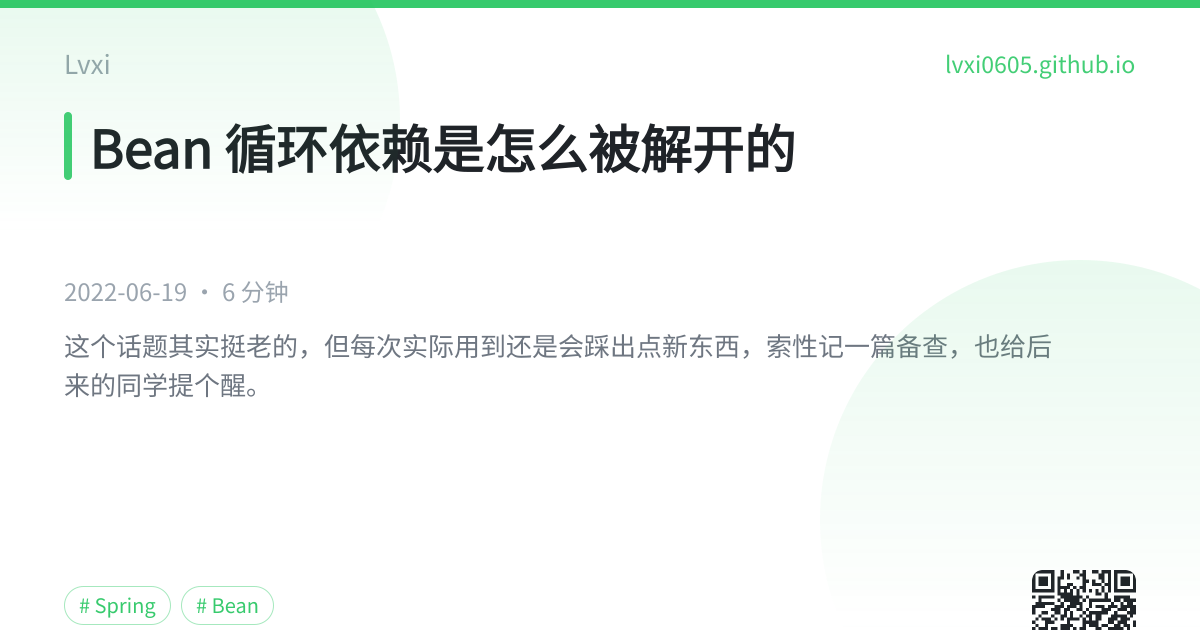 Lvxi
lvxi0605.github.io
Bean 循环依赖是怎么被解开的
2022-06-19 · 6 分钟
这个话题其实挺老的，但每次实际用到还是会踩出点新东西，索性记一篇备查，也给后
来的同学提个醒。
# Spring
# Bean